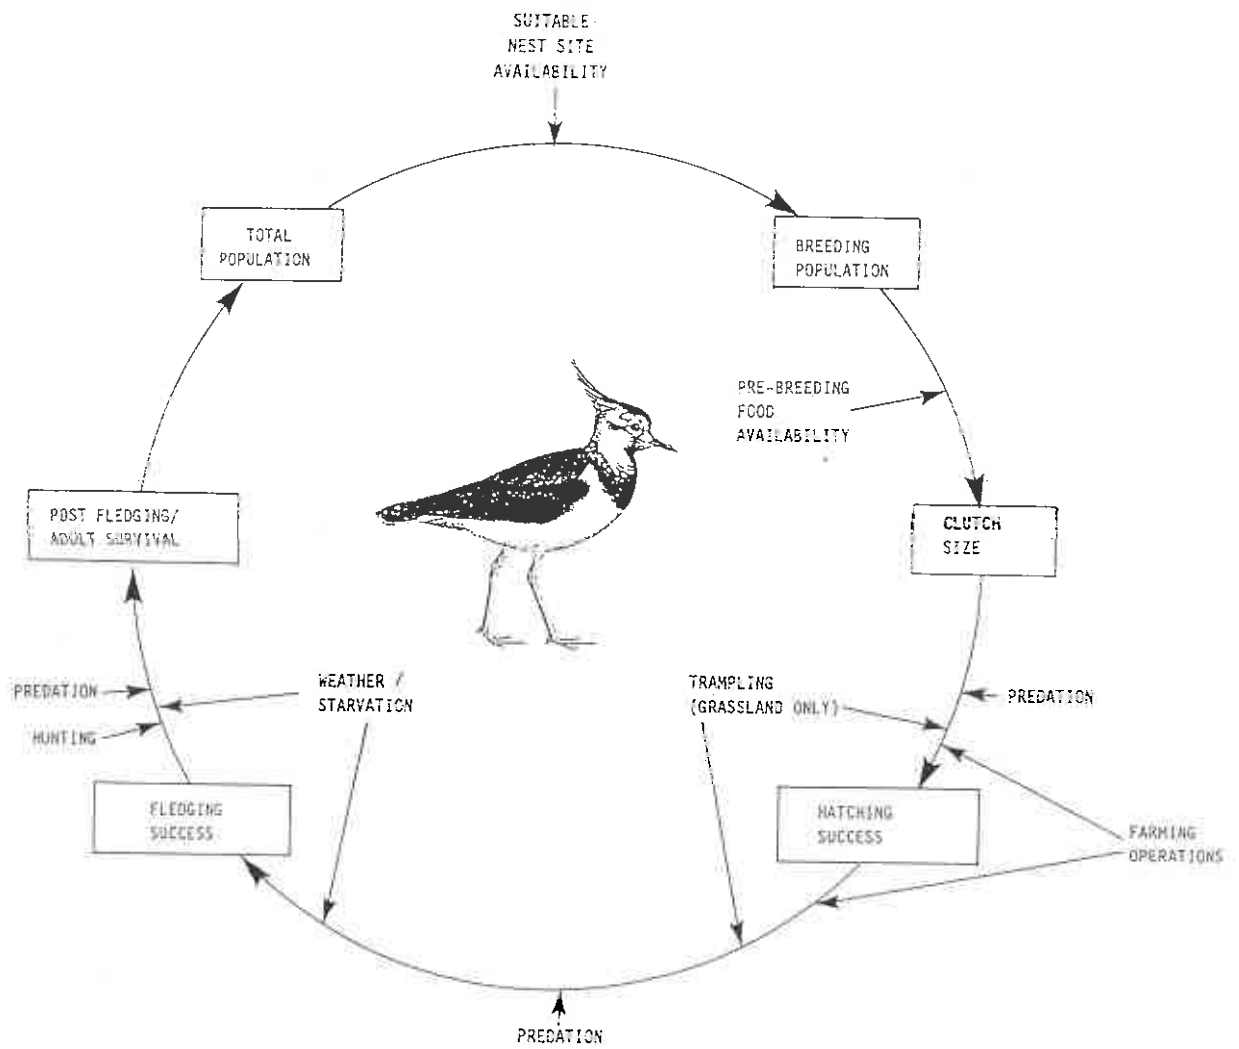 SUITABLE
NEST SITE
AVAILABILITY
TOTAL
POPULATION
BREEDING
POPULATION
PRE-BREEDING
FOOD
AVAILABILITY
POST FLEDGING/
ADULT SURVIVAL
CLUTCH
SIZE
PREDATION
HUNTING
WEATHER /
STARVATION
TRAMPLING
(GRASSLAND ONLY)
PREDATION
FLEDGING
SUCCESS
HATCHING
SUCCESS
FARMING
OPERATIONS
PREDATION